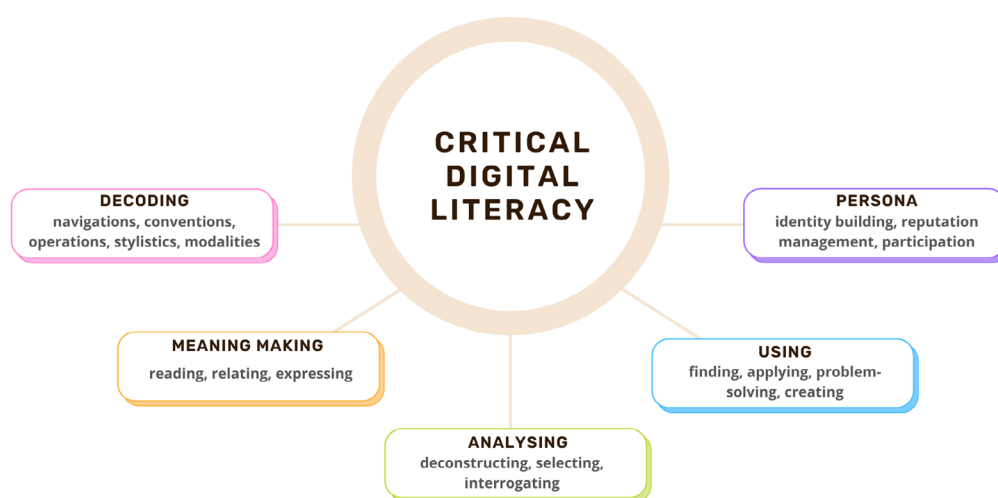 CRITICAL
DIGITAL
LITERACY
DECODING
navigations, conventions,
operations, stylistics, modalities
PERSONA
identity building, reputation
management, participation
MEANING MAKING
reading, relating, expressing
USING
finding, applying, problem-
solving, creating
ANALYSING
deconstructing, selecting,
interrogating